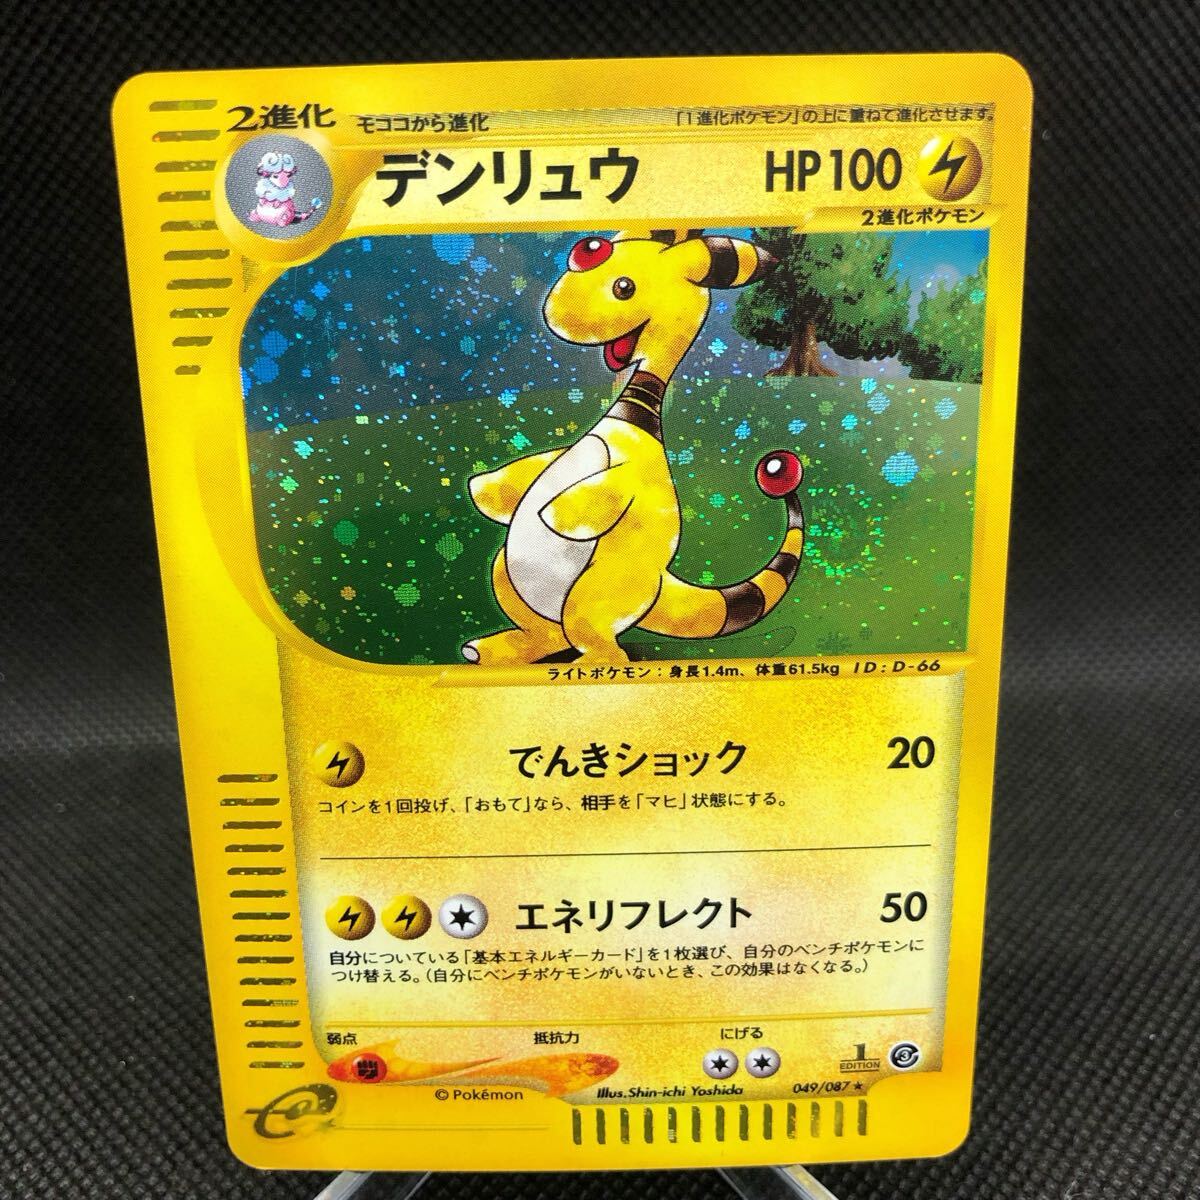 2進化 モココから進化 「1進化ポケモン」の上に重ねて進化させます。
デンリュウ HP100
2進化ポケモン
ライトポケモン：身長1.4m、体重61.5kg ID：D-66
でんきショック 20
コインを1回投げ、「おもて」なら、相手を「マヒ」状態にする。
エネリフレクト 50
自分についている「基本エネルギーカード」を1枚選び、自分のベンチポケモンに
つけ替える。（自分にベンチポケモンがいないとき、この効果はなくなる。）
弱点 抵抗力 にげる
1 EDITION 3
© Pokémon Illus.Shin-ichi Yoshida 049/087 ★
e